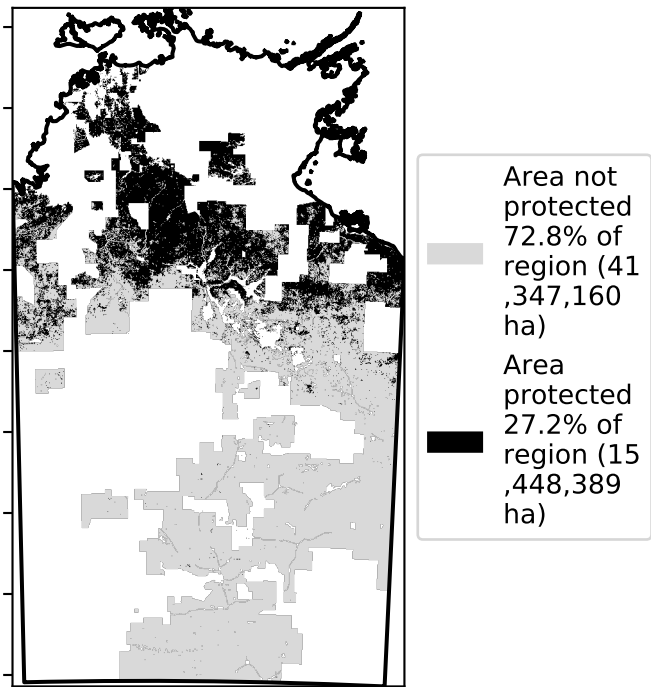 Area not
protected
72.8% of
region (41
,347,160
ha)
Area
protected
27.2% of
region (15
,448,389
ha)